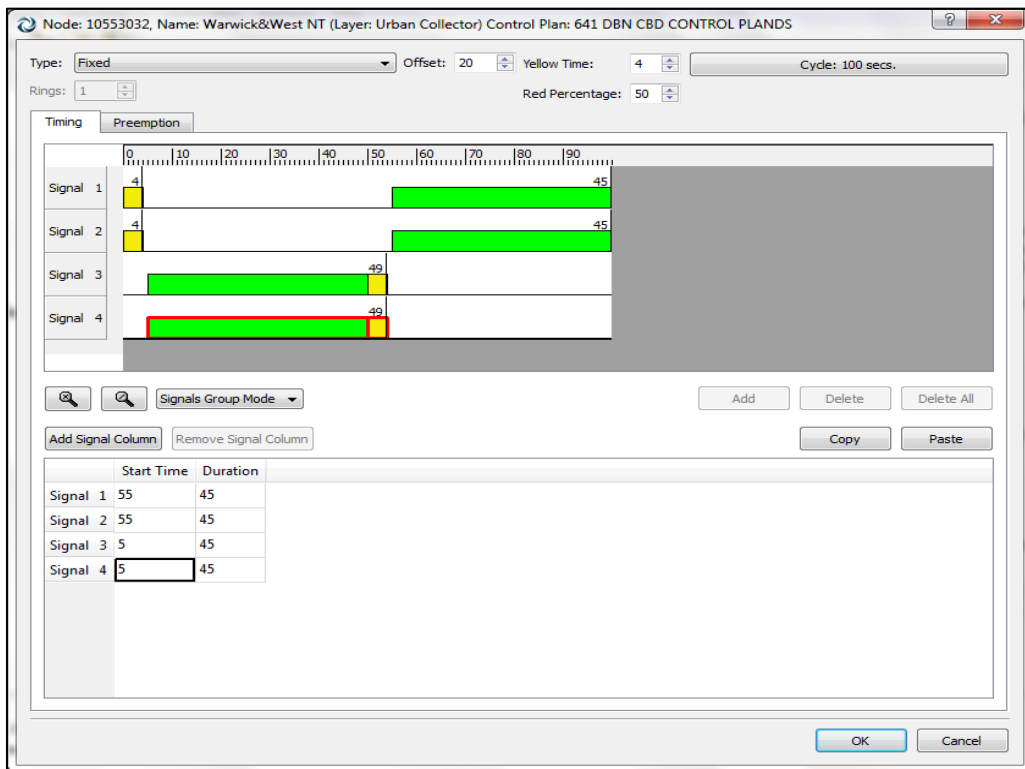 Node: 10553032, Name: Warwick&West NT (Layer: Urban Collector) Control Plan: 641 DBN CBD CONTROL PLANDS
Type: Fixed Offset: 20 Yellow Time: 4 Cycle: 100 secs.
Rings: 1 Red Percentage: 50
Timing Preemption
0 10 20 30 40 50 60 70 80 90
Signal 1 4 45
Signal 2 4 45
Signal 3 49
Signal 4 49
Signals Group Mode Add Delete Delete All
Add Signal Column Remove Signal Column Copy Paste
Start Time Duration
Signal 1 55 45
Signal 2 55 45
Signal 3 5 45
Signal 4 5 45
OK Cancel